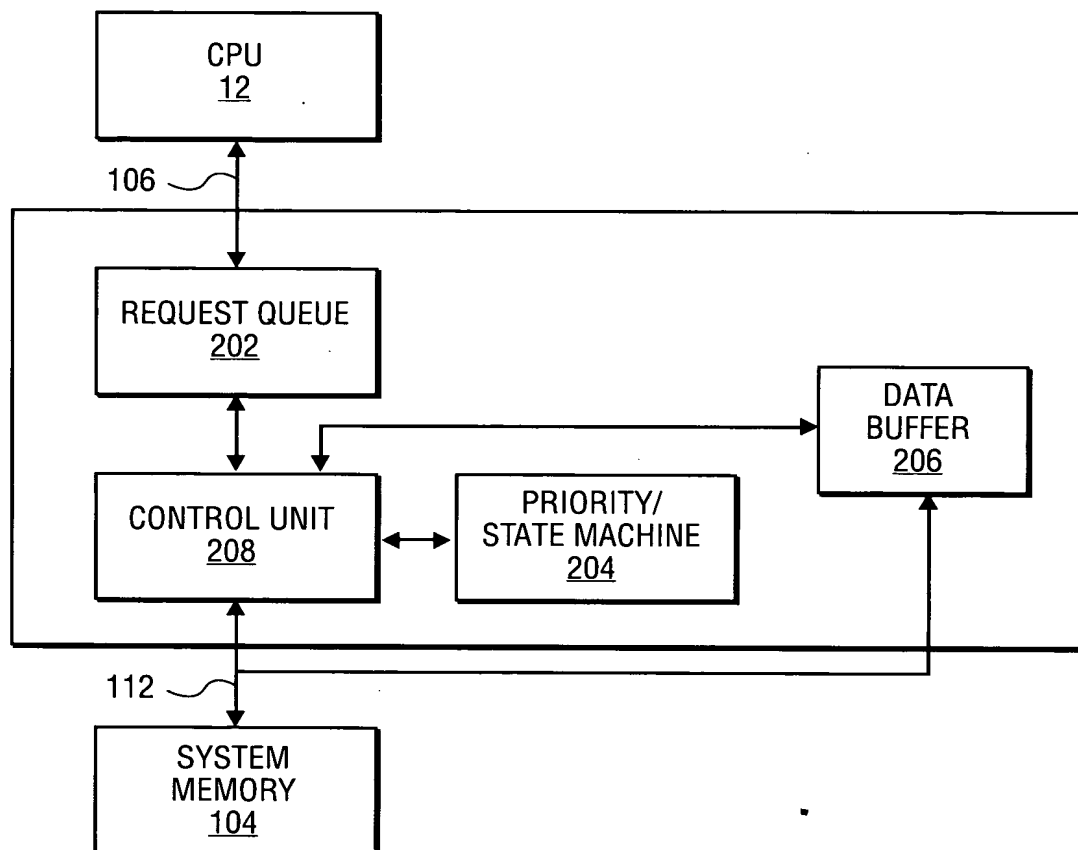 CPU
12
106
REQUEST QUEUE
202
DATA
BUFFER
206
CONTROL UNIT
208
PRIORITY/
STATE MACHINE
204
112
SYSTEM
MEMORY
104